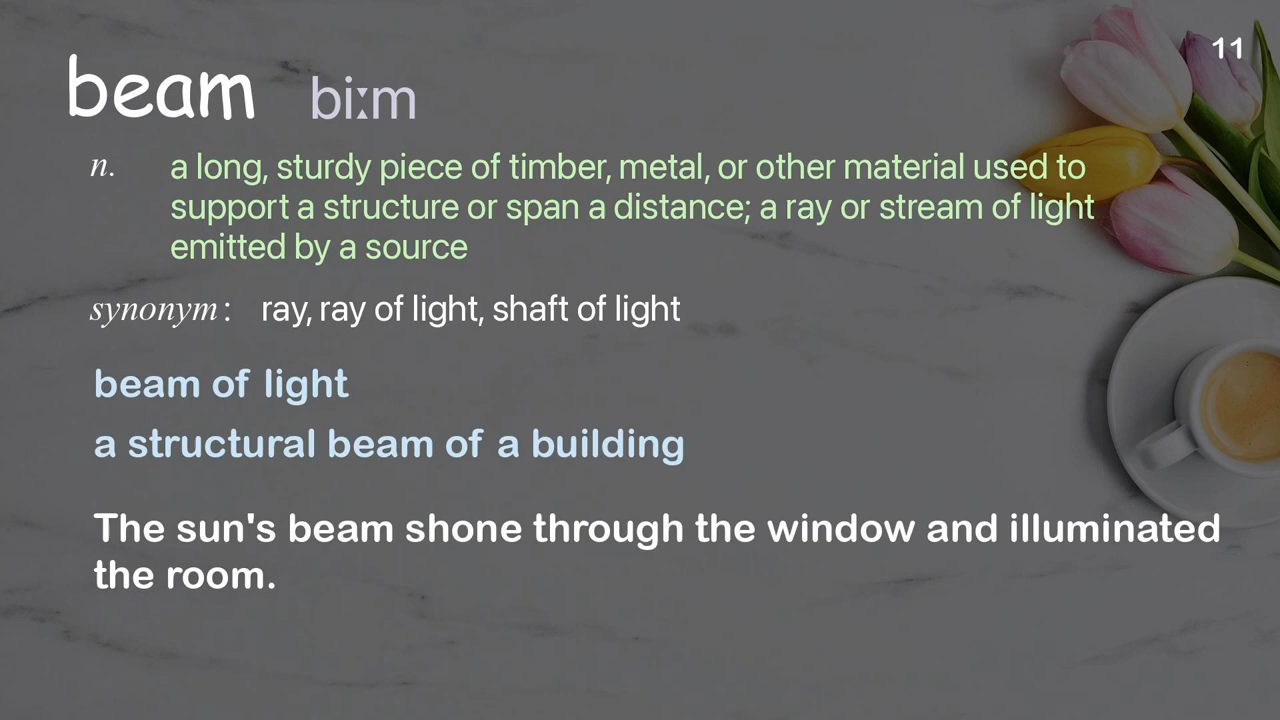 11
beam biːm
n. a long, sturdy piece of timber, metal, or other material used to
support a structure or span a distance; a ray or stream of light
emitted by a source
synonym: ray, ray of light, shaft of light
beam of light
a structural beam of a building
The sun's beam shone through the window and illuminated
the room.